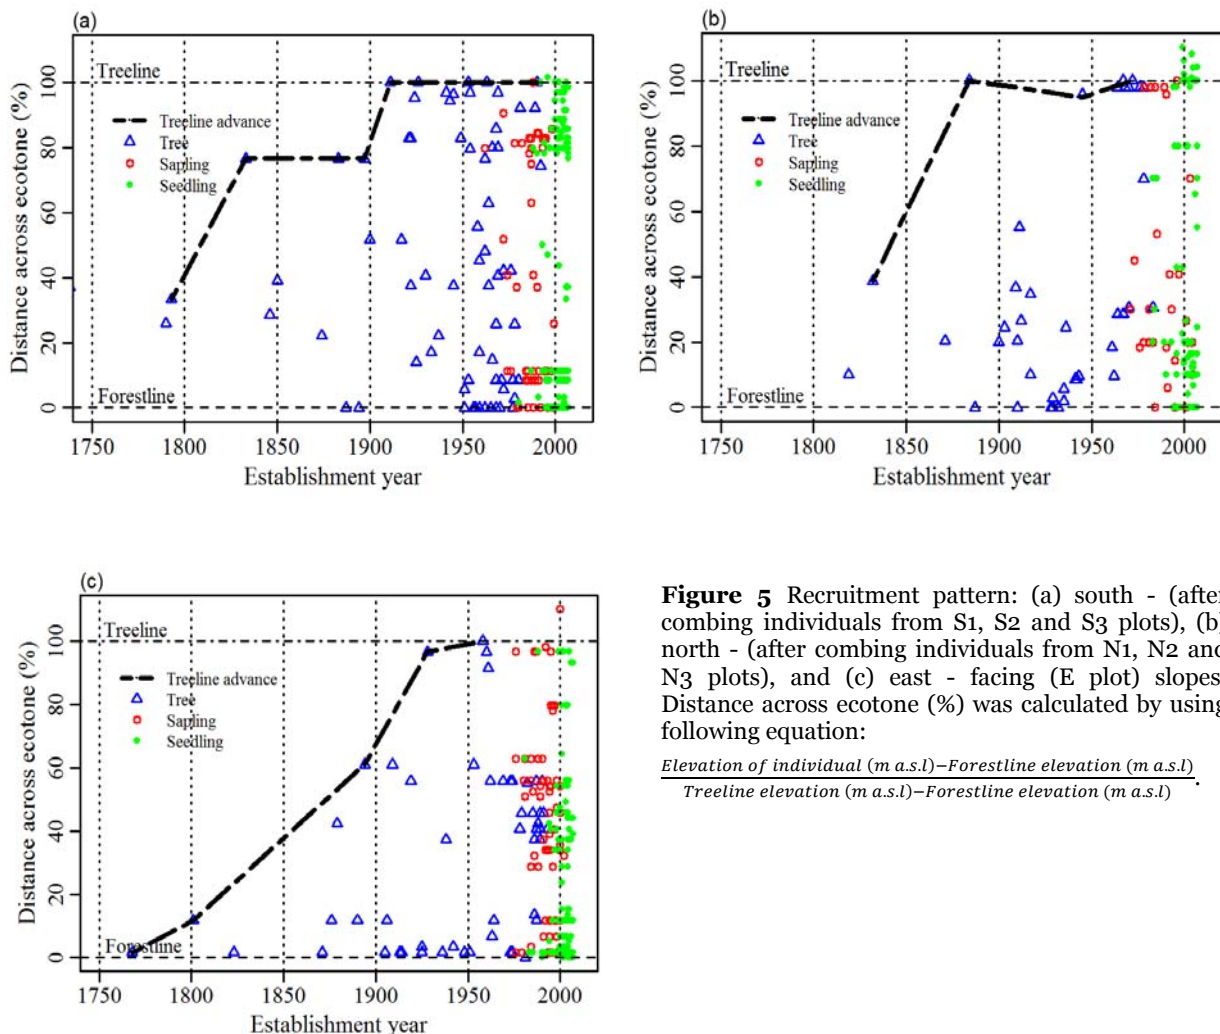 (a)
Distance across ecotone (%)
100
80
60
40
20
0
Treeline
Treeline advance
Tree
Sapling
Seedling
Forestline
1750 1800 1850 1900 1950 2000
Establishment year
(b)
Distance across ecotone (%)
100
80
60
40
20
0
Treeline
Treeline advance
Tree
Sapling
Seedling
Forestline
1750 1800 1850 1900 1950 2000
Establishment year
(c)
Distance across ecotone (%)
100
80
60
40
20
0
Treeline
Treeline advance
Tree
Sapling
Seedling
Forestline
1750 1800 1850 1900 1950 2000
Establishment year
Figure 5 Recruitment pattern: (a) south - (after
combing individuals from S1, S2 and S3 plots), (b)
north - (after combing individuals from N1, N2 and
N3 plots), and (c) east - facing (E plot) slopes
Distance across ecotone (%) was calculated by using
following equation:
Elevation of individual (m a.s.l)−Forestline elevation (m a.s.l)
Treeline elevation (m a.s.l)−Forestline elevation (m a.s.l) .